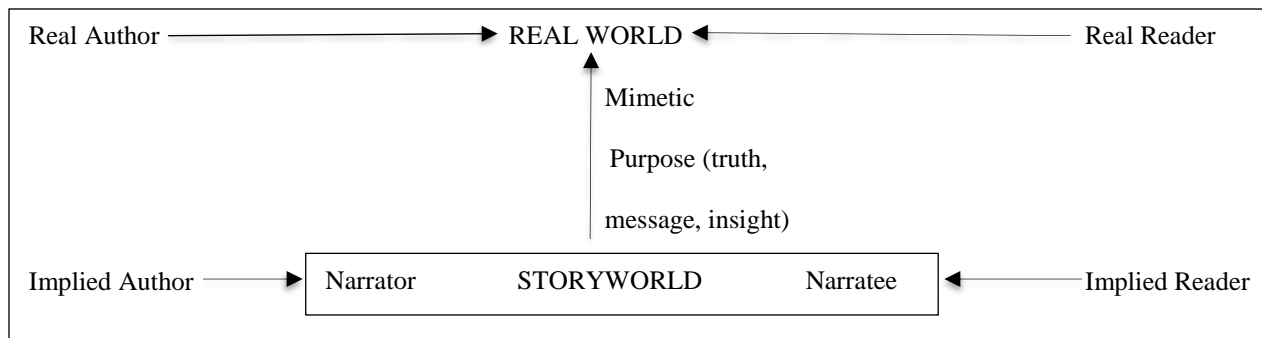 Real Author REAL WORLD Real Reader
Mimetic
Purpose (truth,
message, insight)
Implied Author Narrator STORYWORLD Narratee Implied Reader